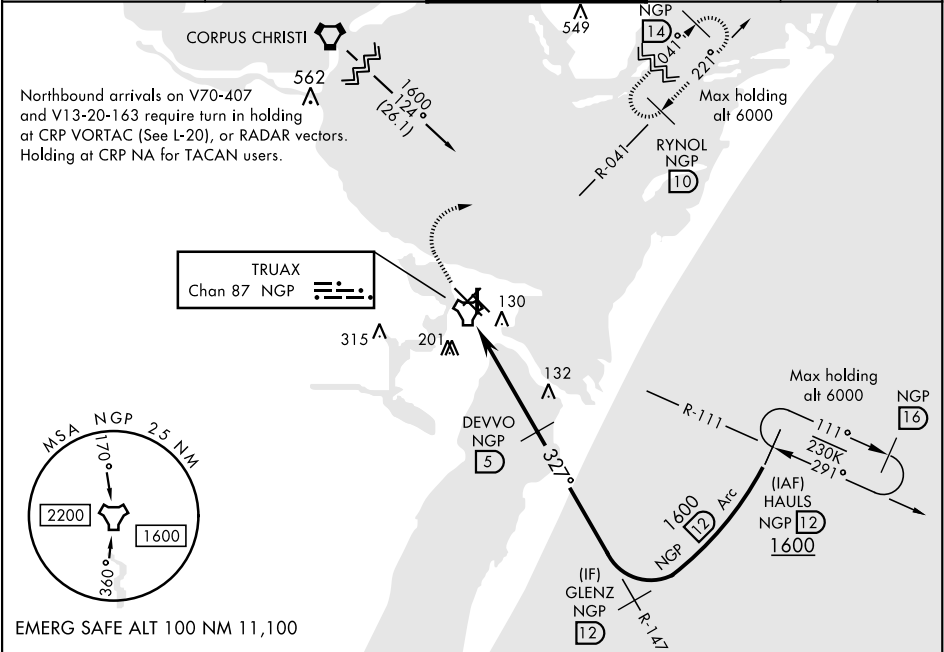 CORPUS CHRISTI
549
NGP
14
041°
221°
562
1600
124°
(26.1)
Northbound arrivals on V70-407
and V13-20-163 require turn in holding
at CRP VORTAC (See L-20), or RADAR vectors.
Holding at CRP NA for TACAN users.
Max holding
alt 6000
R-041
RYNOL
NGP
10
TRUAX
Chan 87 NGP
130
315
201
132
Max holding
alt 6000
NGP
16
R-111
111°
230K
291°
DEVVO
NGP
5
327°
(IAF)
HAULS
NGP 12
1600
1600
NGP 12 Arc
(IF)
GLENZ
NGP
12
R-147
MSA NGP 25 NM
170°
2200
1600
360°
EMERG SAFE ALT 100 NM 11,100